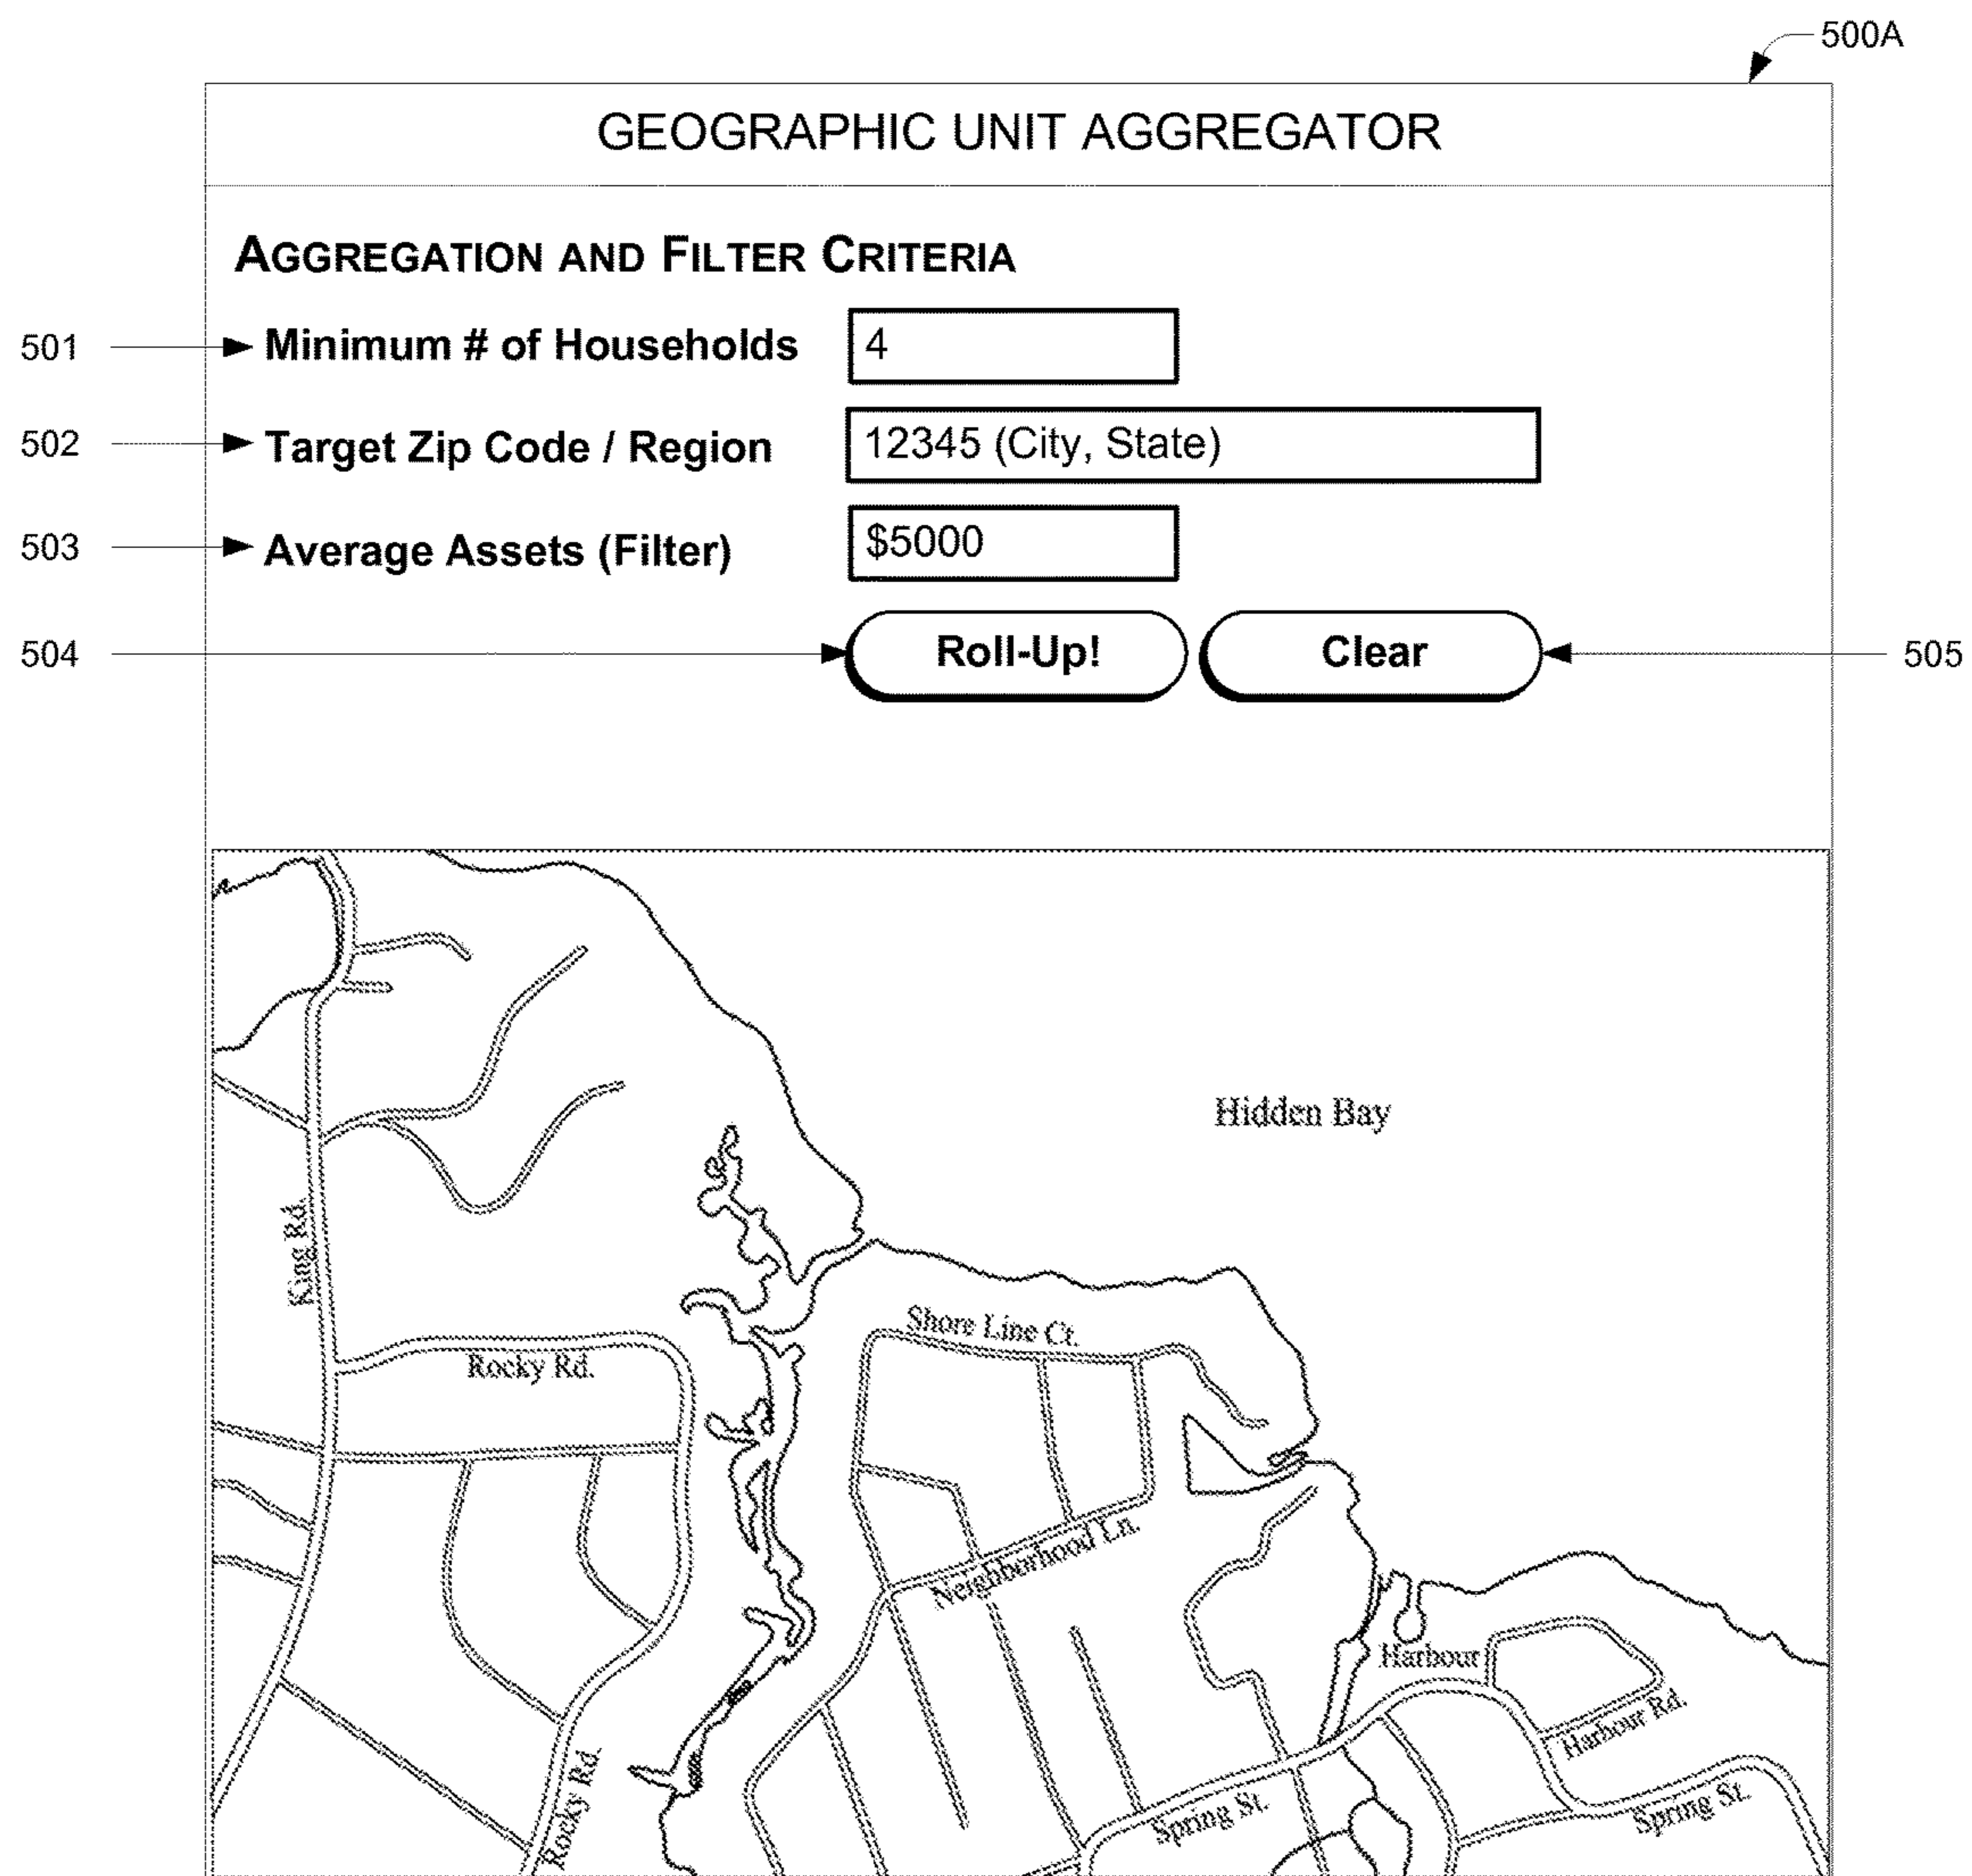 500A
GEOGRAPHIC UNIT AGGREGATOR
AGGREGATION AND FILTER CRITERIA
501 Minimum # of Households 4
502 Target Zip Code / Region 12345 (City, State)
503 Average Assets (Filter) $5000
504 Roll-Up! Clear 505
Hidden Bay
King Rd.
Shore Line Ct.
Rocky Rd.
Neighborhood Ln.
Harbour
Harbour Rd.
Rocky Rd.
Spring St.
Spring St.